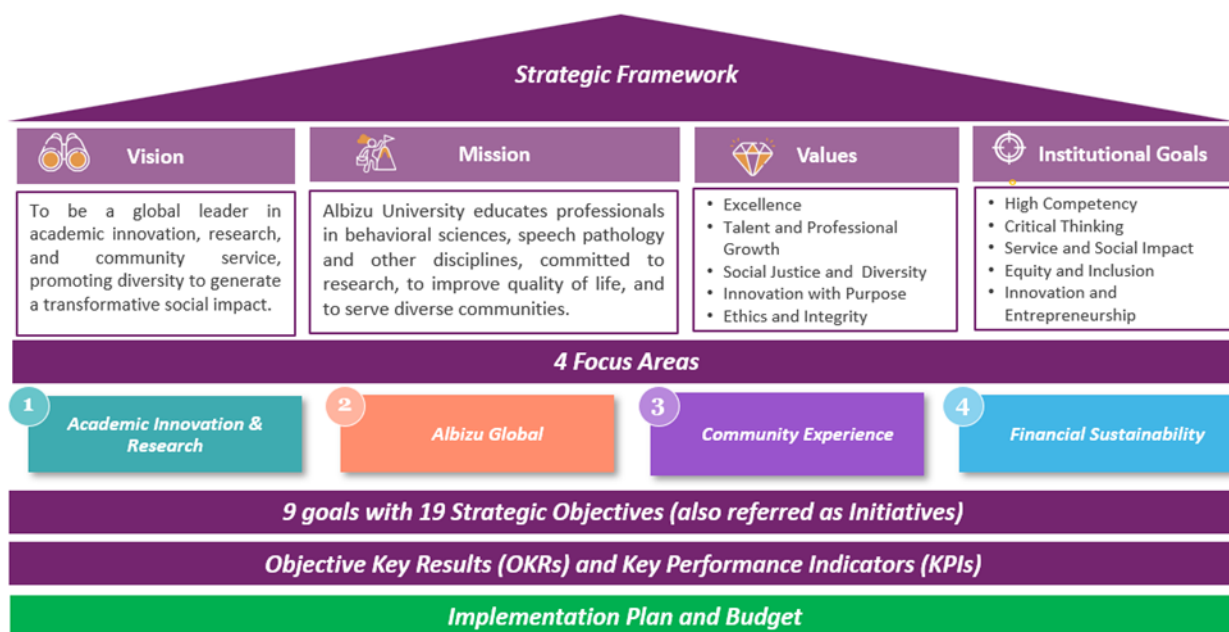 Strategic Framework
Vision
To be a global leader in
academic innovation, research,
and community service,
promoting diversity to generate
a transformative social impact.
Mission
Albizu University educates professionals
in behavioral sciences, speech pathology
and other disciplines, committed to
research, to improve quality of life, and
to serve diverse communities.
Values
• Excellence
• Talent and Professional
Growth
• Social Justice and Diversity
• Innovation with Purpose
• Ethics and Integrity
Institutional Goals
• High Competency
• Critical Thinking
• Service and Social Impact
• Equity and Inclusion
• Innovation and
Entrepreneurship
4 Focus Areas
1
Academic Innovation &
Research
2
Albizu Global
3
Community Experience
4
Financial Sustainability
9 goals with 19 Strategic Objectives (also referred as Initiatives)
Objective Key Results (OKRs) and Key Performance Indicators (KPIs)
Implementation Plan and Budget